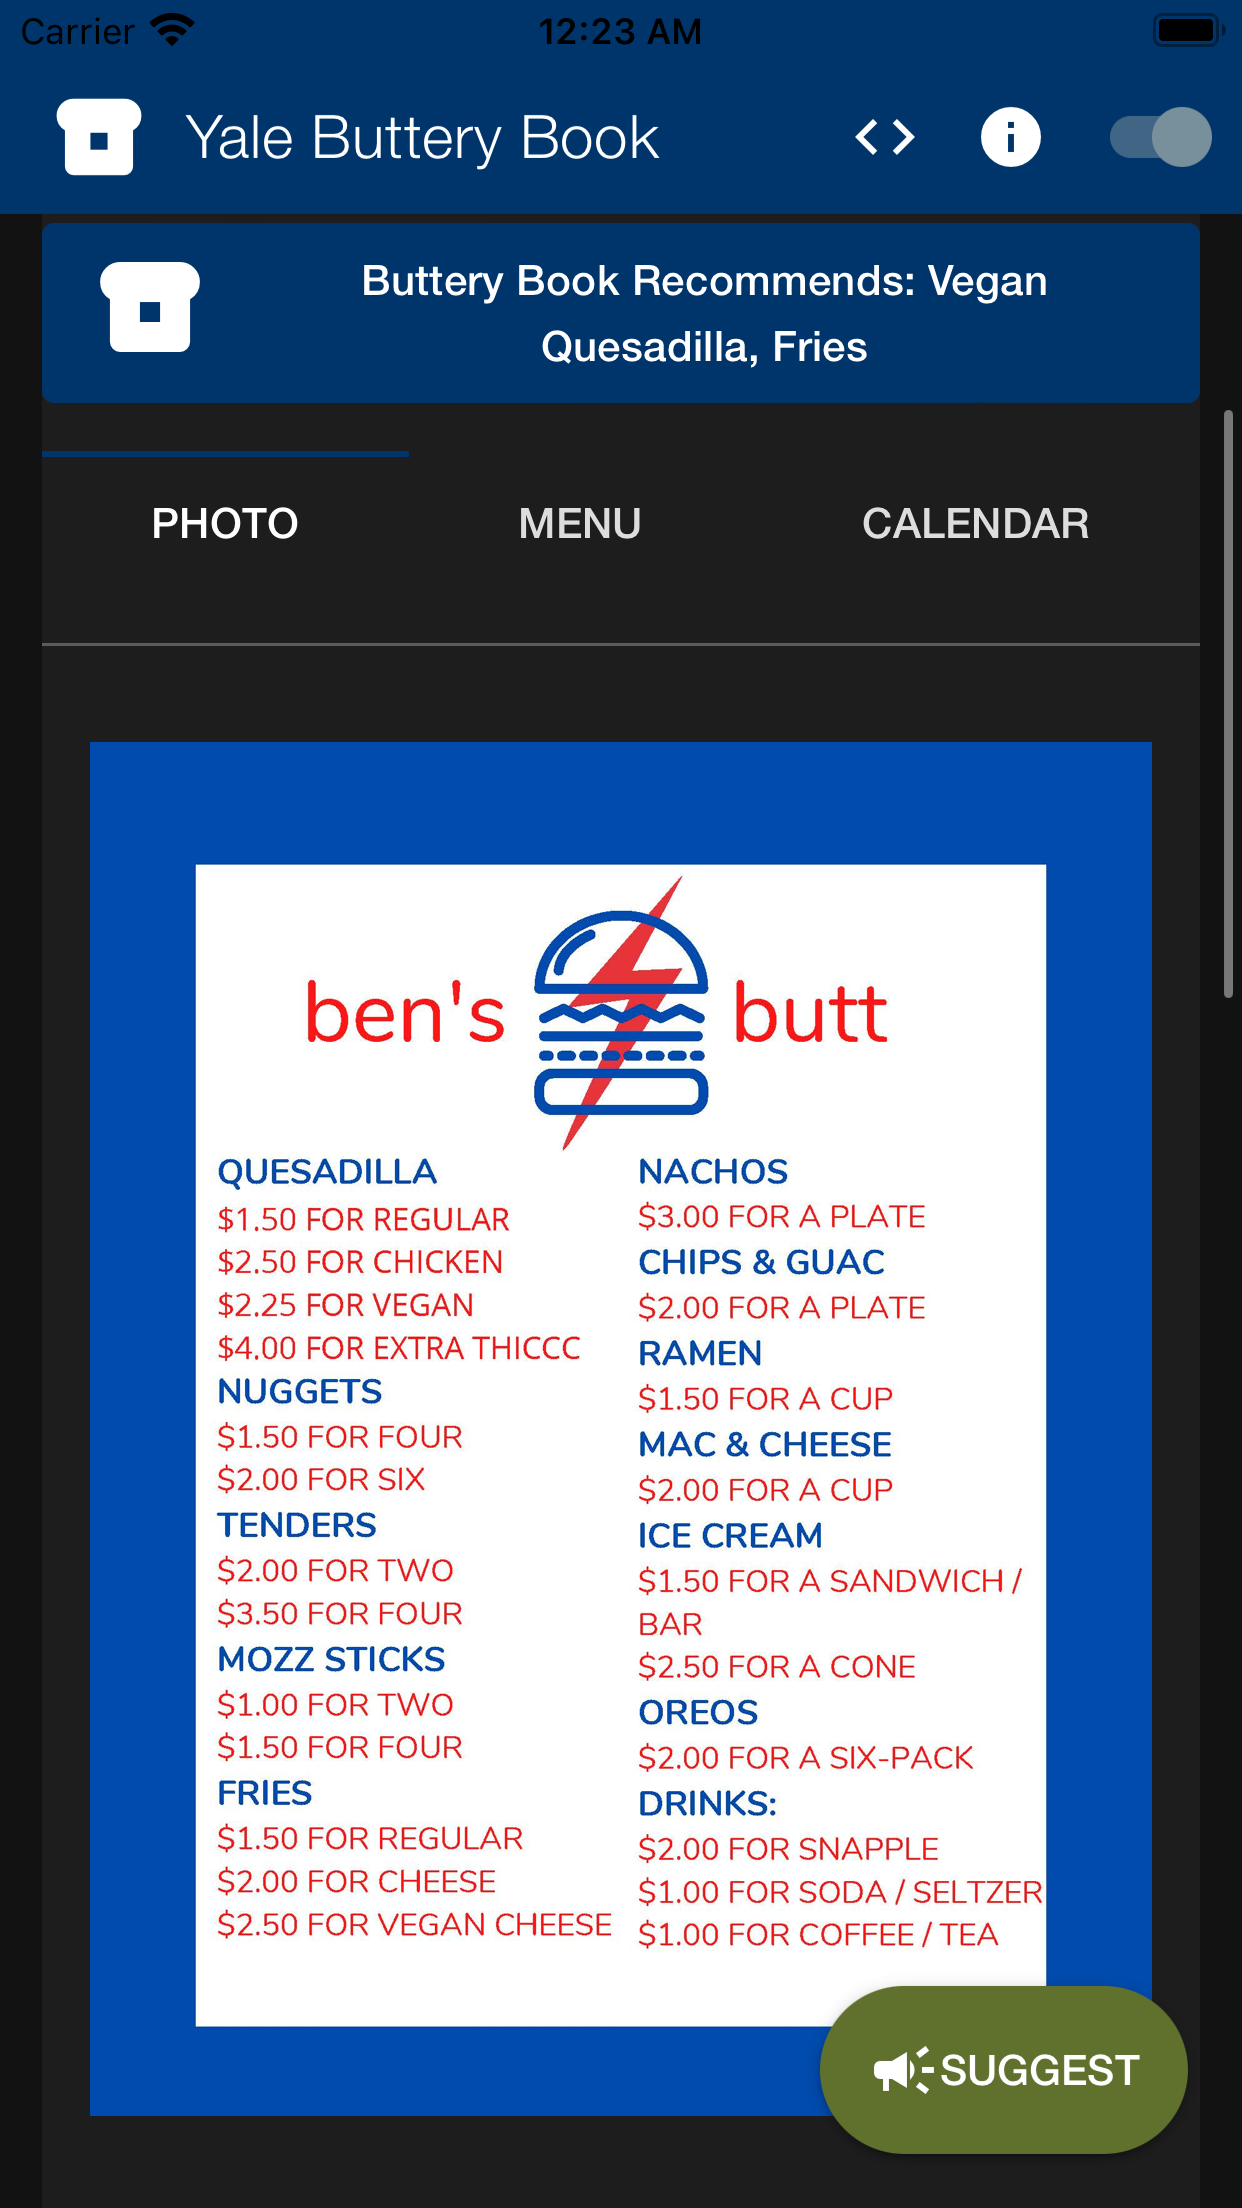 Carrier 12:23 AM
Yale Buttery Book
Buttery Book Recommends: Vegan
Quesadilla, Fries
PHOTO MENU CALENDAR
ben's butt
QUESADILLA
$1.50 FOR REGULAR
$2.50 FOR CHICKEN
$2.25 FOR VEGAN
$4.00 FOR EXTRA THICCC
NUGGETS
$1.50 FOR FOUR
$2.00 FOR SIX
TENDERS
$2.00 FOR TWO
$3.50 FOR FOUR
MOZZ STICKS
$1.00 FOR TWO
$1.50 FOR FOUR
FRIES
$1.50 FOR REGULAR
$2.00 FOR CHEESE
$2.50 FOR VEGAN CHEESE
NACHOS
$3.00 FOR A PLATE
CHIPS & GUAC
$2.00 FOR A PLATE
RAMEN
$1.50 FOR A CUP
MAC & CHEESE
$2.00 FOR A CUP
ICE CREAM
$1.50 FOR A SANDWICH /
BAR
$2.50 FOR A CONE
OREOS
$2.00 FOR A SIX-PACK
DRINKS:
$2.00 FOR SNAPPLE
$1.00 FOR SODA / SELTZER
$1.00 FOR COFFEE / TEA
SUGGEST